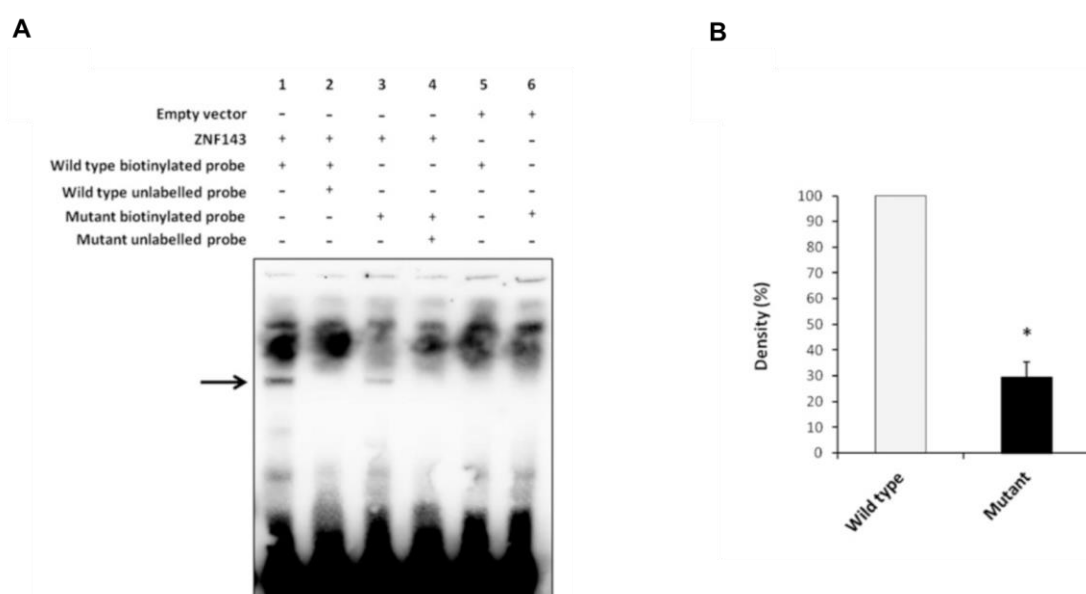 A
B
1 2 3 4 5 6
Empty vector - - - - + +
ZNF143 + + + + - -
Wild type biotinylated probe + + - - + -
Wild type unlabelled probe - + - - - -
Mutant biotinylated probe - - + + - +
Mutant unlabelled probe - - - + - -
Density (%)
100
90
80
70
60
50
40
30
20
10
0
*
Wild type
Mutant